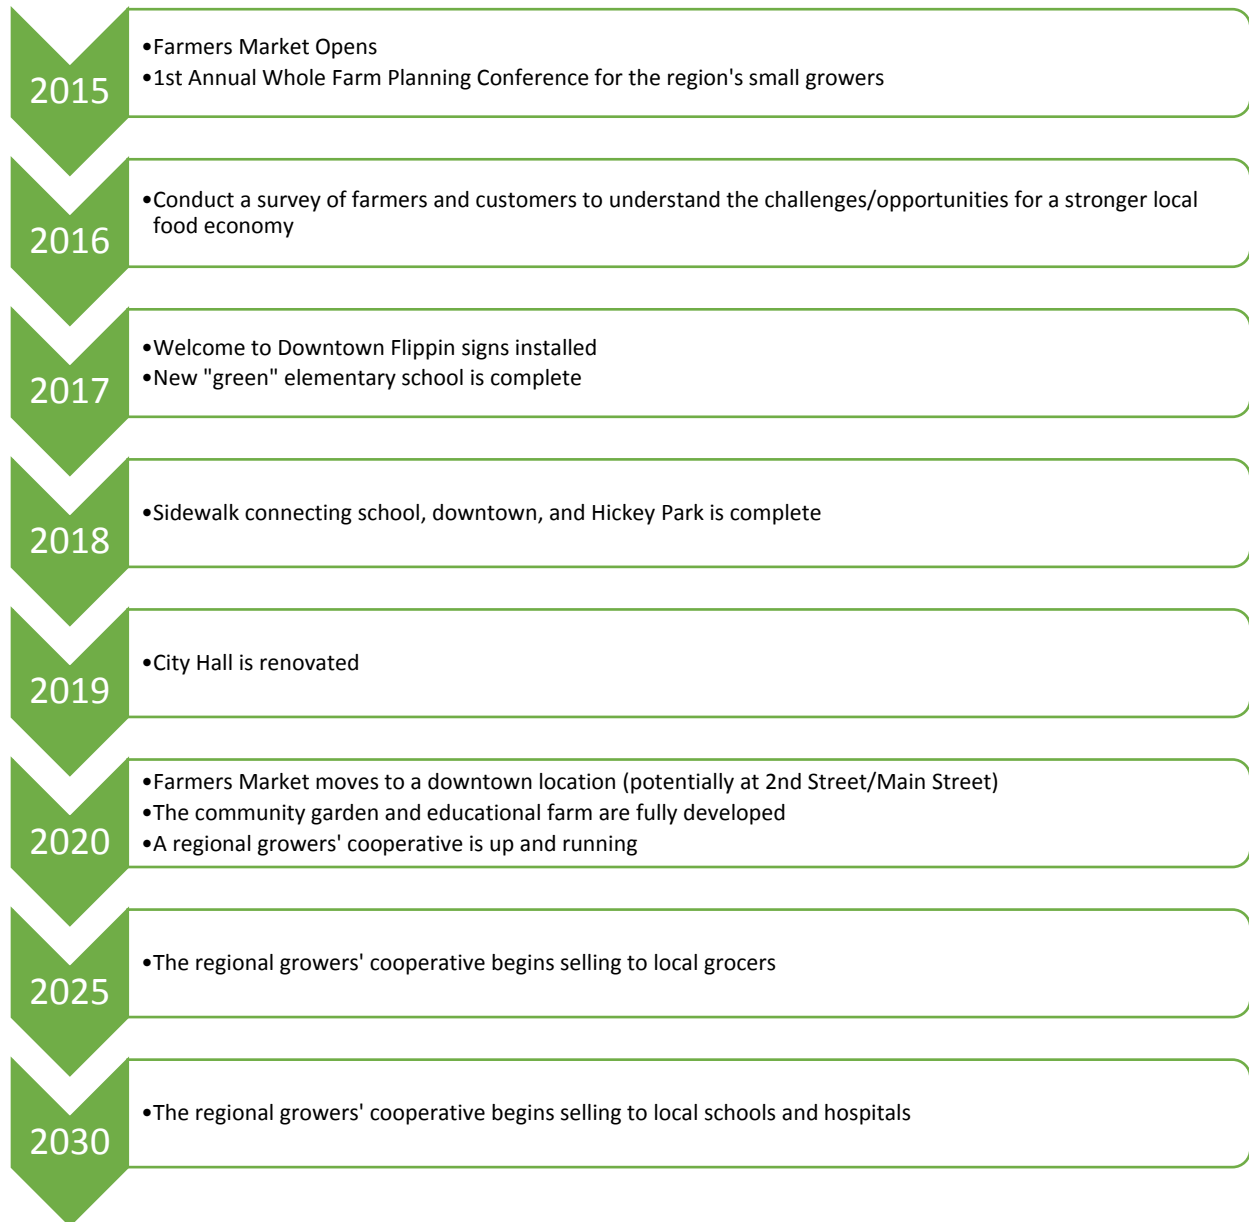 2015
•Farmers Market Opens
•1st Annual Whole Farm Planning Conference for the region's small growers
2016
•Conduct a survey of farmers and customers to understand the challenges/opportunities for a stronger local
food economy
2017
•Welcome to Downtown Flippin signs installed
•New "green" elementary school is complete
2018
•Sidewalk connecting school, downtown, and Hickey Park is complete
2019
•City Hall is renovated
2020
•Farmers Market moves to a downtown location (potentially at 2nd Street/Main Street)
•The community garden and educational farm are fully developed
•A regional growers' cooperative is up and running
2025
•The regional growers' cooperative begins selling to local grocers
2030
•The regional growers' cooperative begins selling to local schools and hospitals